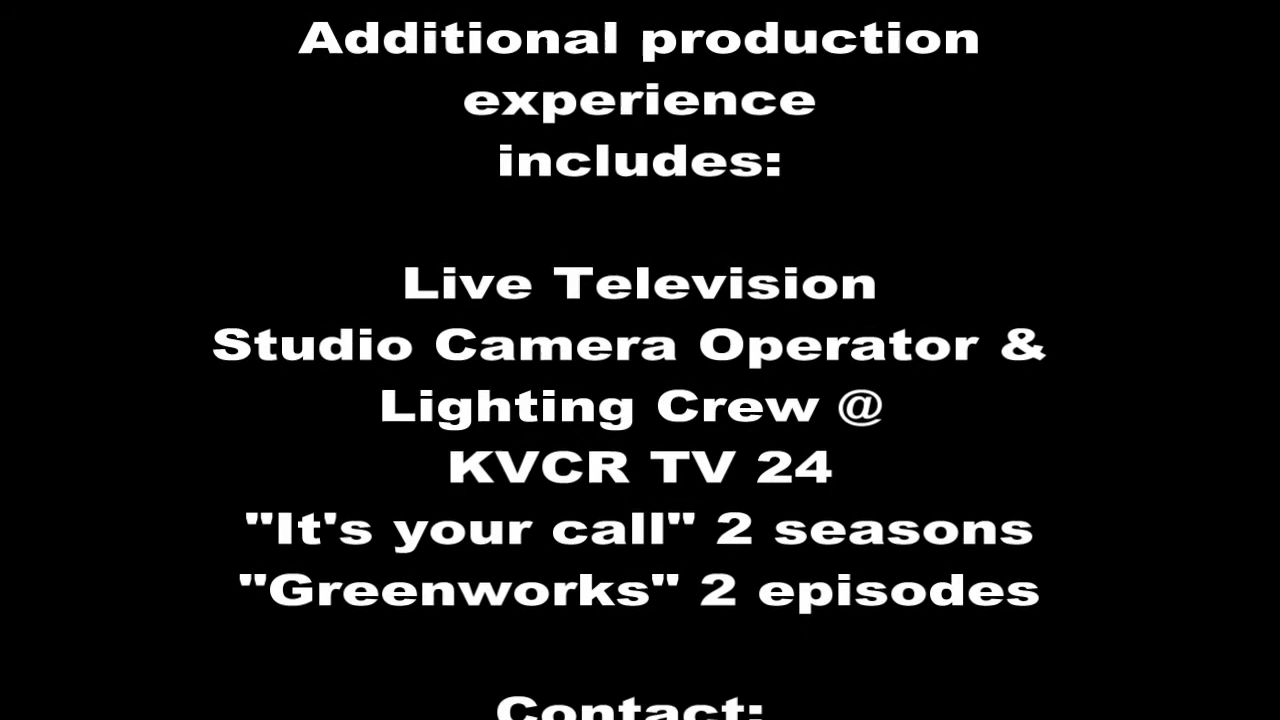 Additional production
experience
includes:
Live Television
Studio Camera Operator &
Lighting Crew @
KVCR TV 24
"It's your call" 2 seasons
"Greenworks" 2 episodes
Contact: